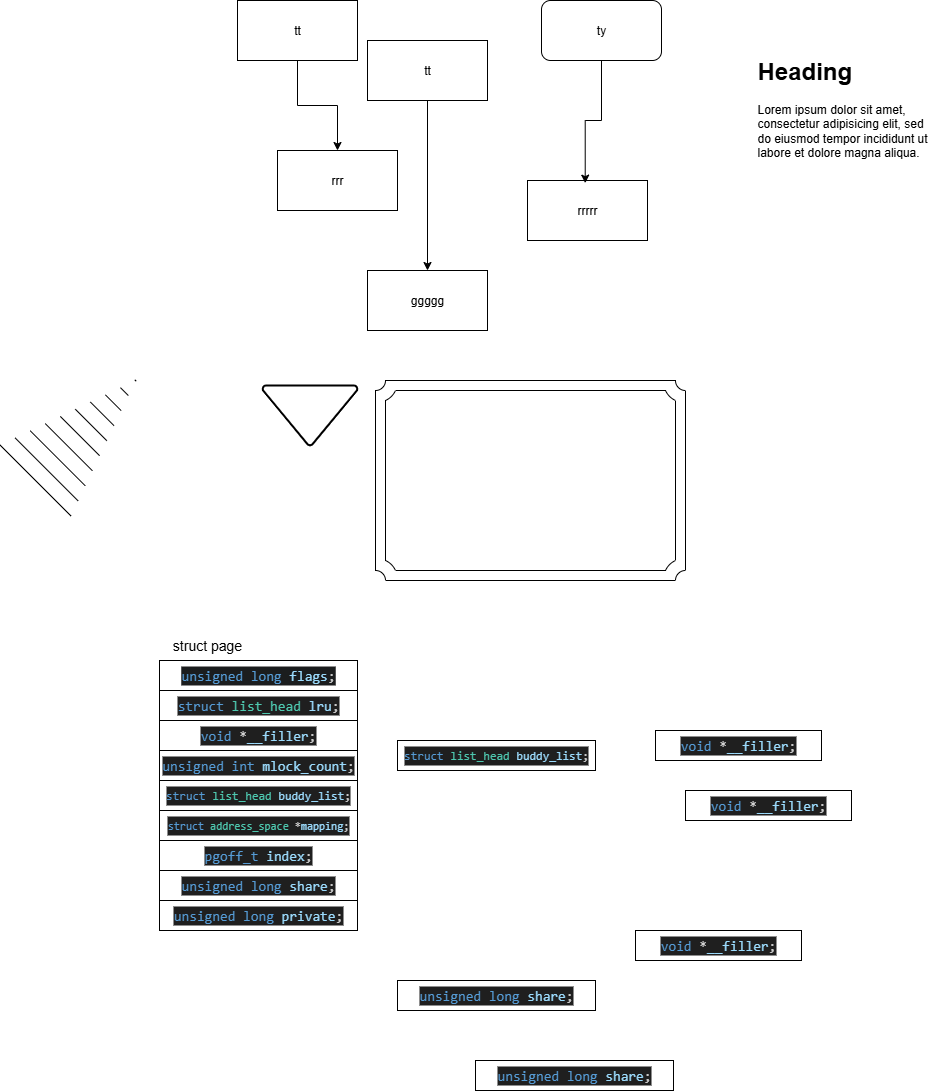 tt
tt
ty
Heading
Lorem ipsum dolor sit amet,
consectetur adipisicing elit, sed
do eiusmod tempor incididunt ut
labore et dolore magna aliqua.
rrr
rrrrr
ggggg
struct page
unsigned long flags;
struct list_head lru;
void *__filler;
unsigned int mlock_count;
struct list_head buddy_list;
struct address_space *mapping;
pgoff_t index;
unsigned long share;
unsigned long private;
struct list_head buddy_list;
void *__filler;
void *__filler;
void *__filler;
unsigned long share;
unsigned long share;